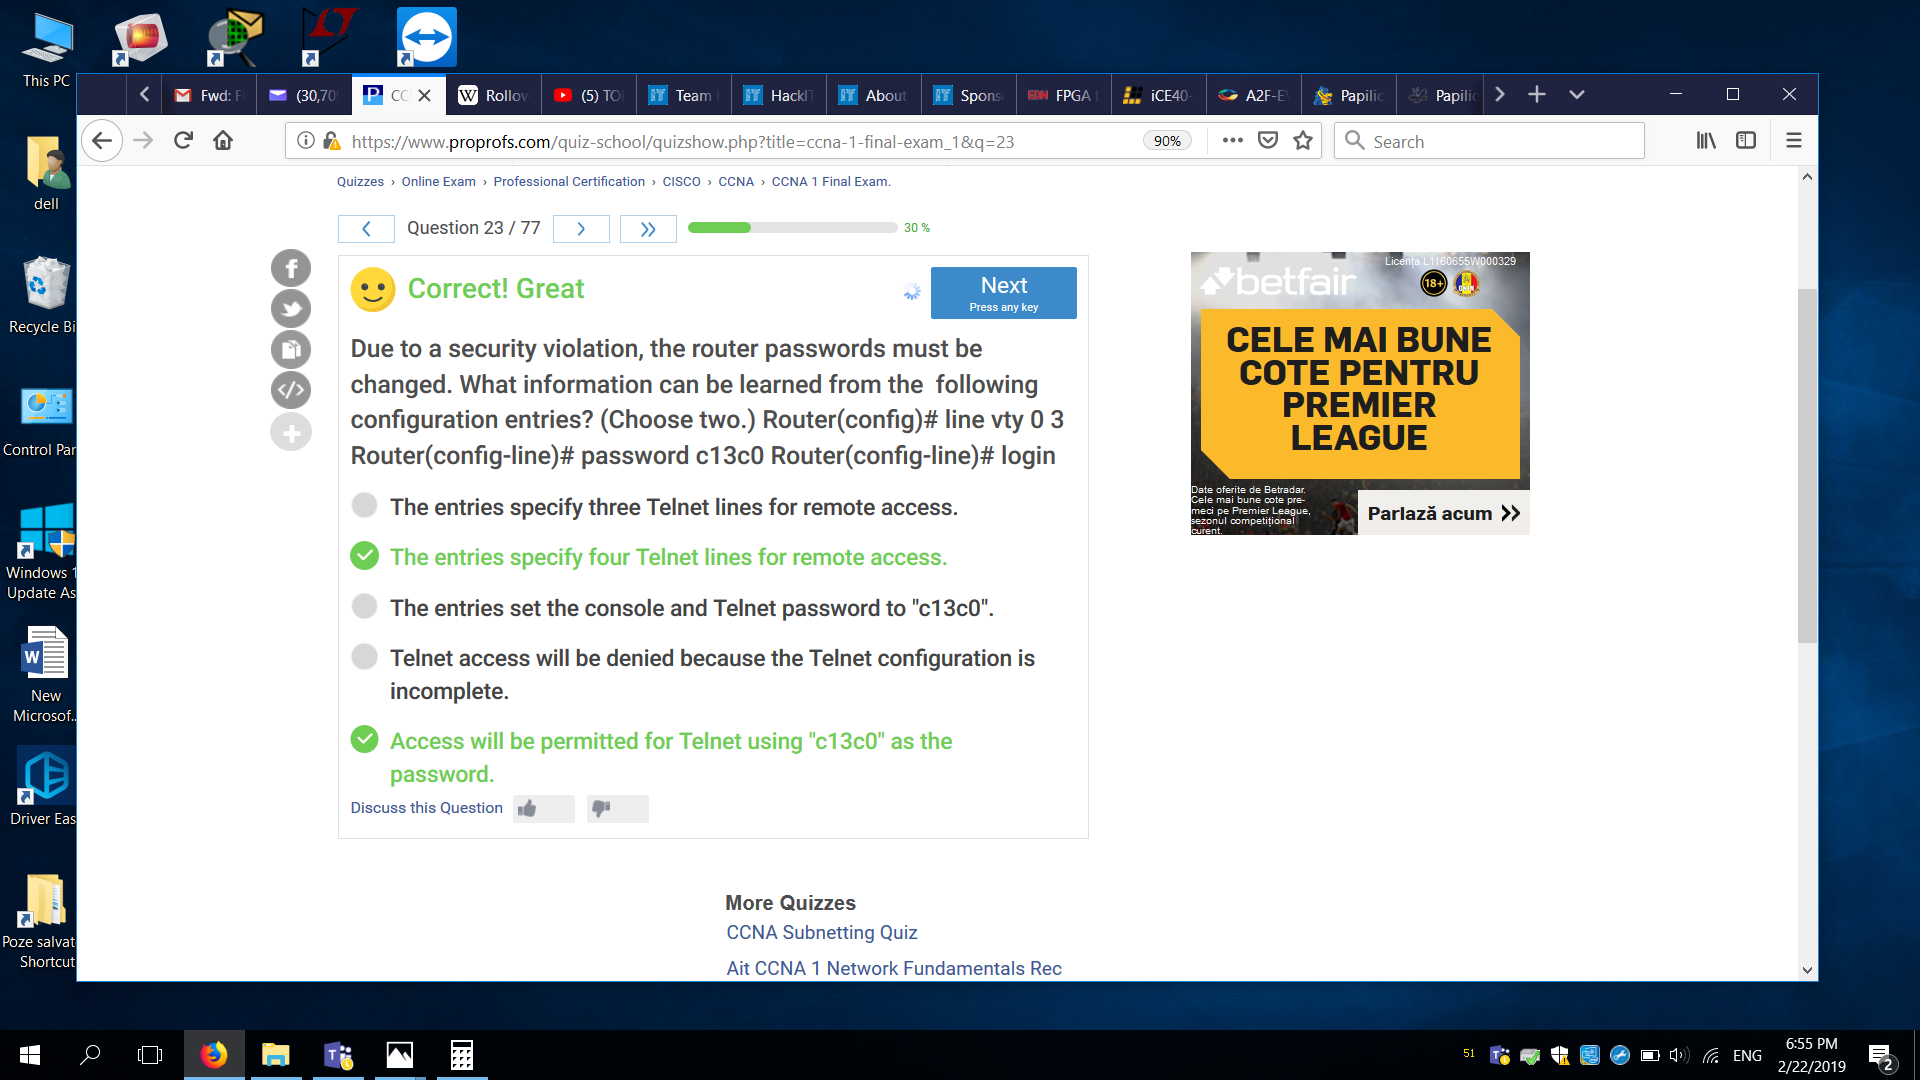 This PC
dell
Recycle Bi
Control Par
Windows 1
Update As
New
Microsof..
Driver Eas
Poze salvat
Shortcut
Fwd: F
(30,70
CC
Rollov
(5) TO
Team
HackIT
About
Spons
FPGA
iCE40-
A2F-E
Papilio
Papilio
https://www.proprofs.com/quiz-school/quizshow.php?title=ccna-1-final-exam_1&q=23
90%
Search
Quizzes › Online Exam › Professional Certification › CISCO › CCNA › CCNA 1 Final Exam.
Question 23 / 77
30 %
Correct! Great
Next
Press any key
Due to a security violation, the router passwords must be
changed. What information can be learned from the following
configuration entries? (Choose two.) Router(config)# line vty 0 3
Router(config-line)# password c13c0 Router(config-line)# login
The entries specify three Telnet lines for remote access.
The entries specify four Telnet lines for remote access.
The entries set the console and Telnet password to "c13c0".
Telnet access will be denied because the Telnet configuration is
incomplete.
Access will be permitted for Telnet using "c13c0" as the
password.
Discuss this Question
More Quizzes
CCNA Subnetting Quiz
Ait CCNA 1 Network Fundamentals Rec
Licența L1160655W000329
betfair
18+
CELE MAI BUNE
COTE PENTRU
PREMIER
LEAGUE
Date oferite de Betradar.
Cele mai bune cote pre-
meci pe Premier League,
sezonul competițional
curent.
Pariază acum
51
ENG
6:55 PM
2/22/2019
2